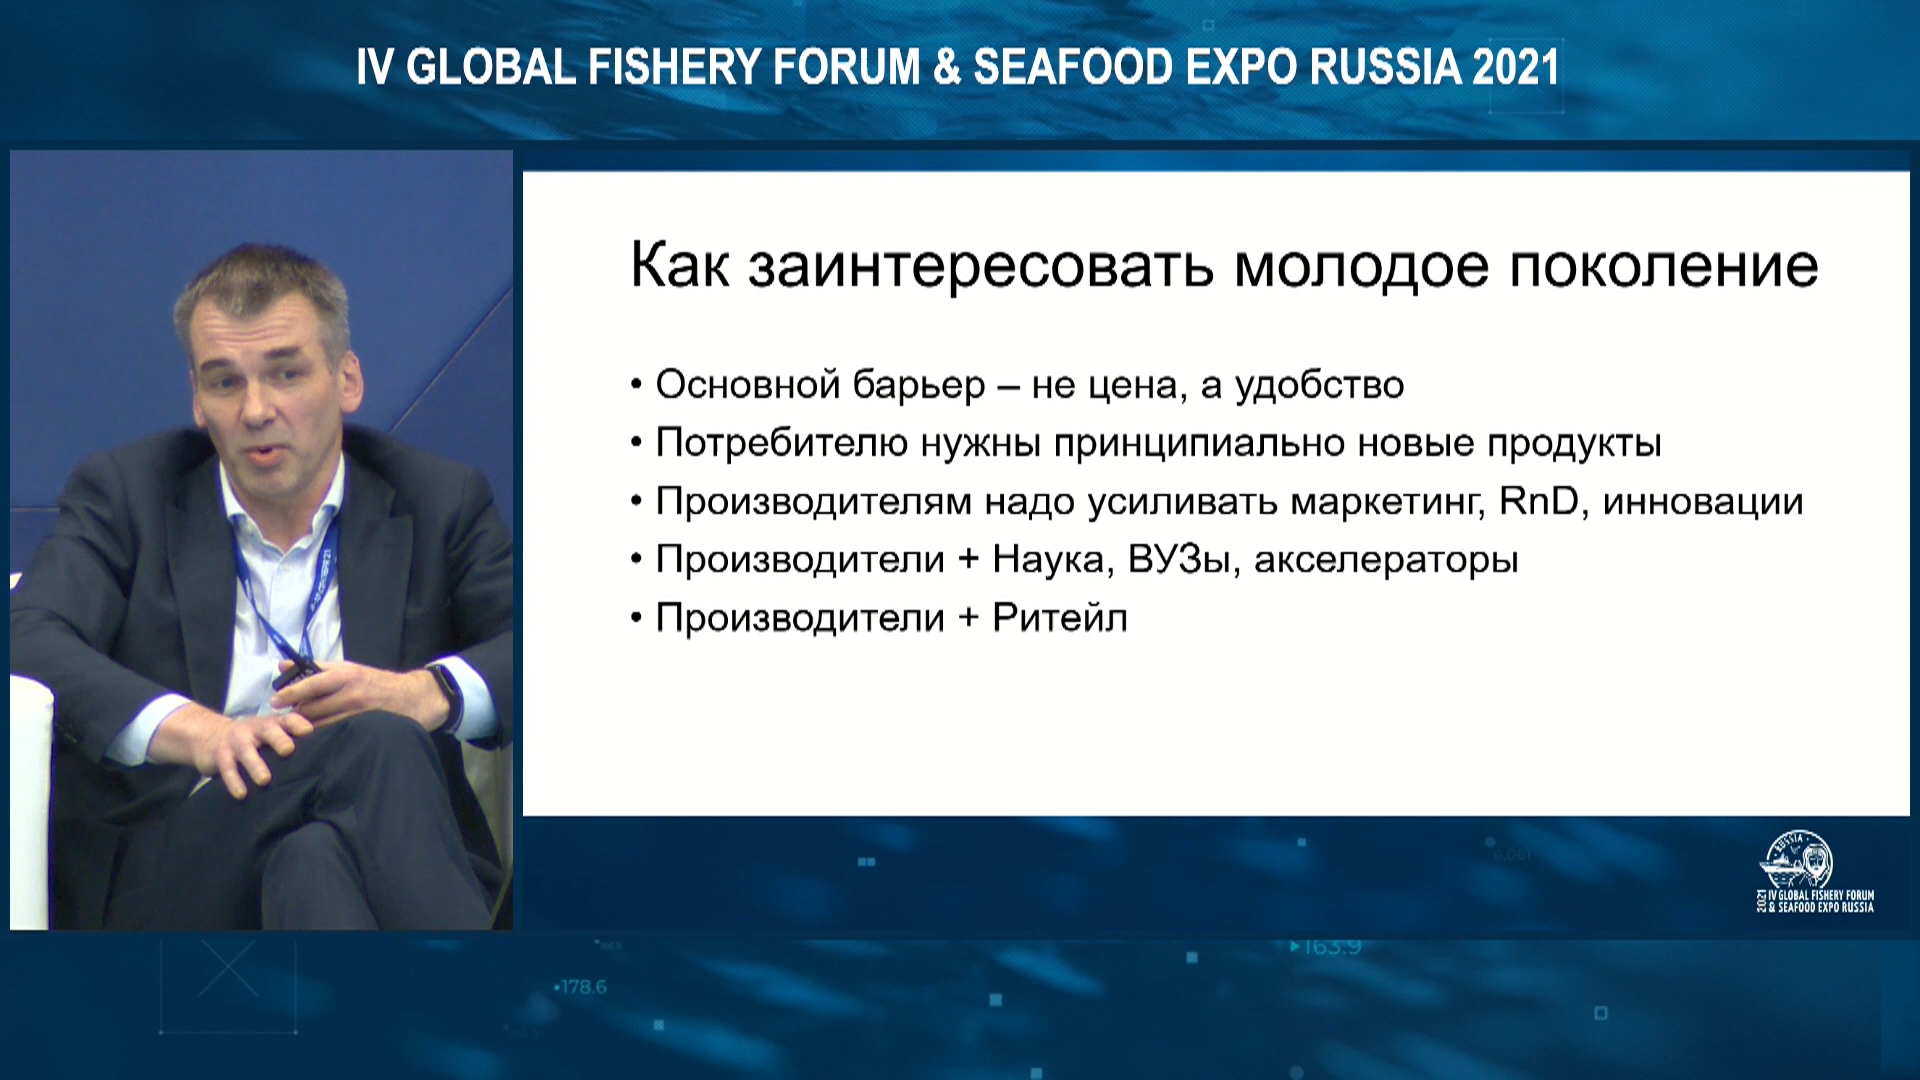 IV GLOBAL FISHERY FORUM & SEAFOOD EXPO RUSSIA 2021
Как заинтересовать молодое поколение
• Основной барьер – не цена, а удобство
• Потребителю нужны принципиально новые продукты
• Производителям надо усиливать маркетинг, RnD, инновации
• Производители + Наука, ВУЗы, акселераторы
• Производители + Ритейл
RUSSIA
2021
IV GLOBAL FISHERY FORUM
& SEAFOOD EXPO RUSSIA
163.9
178.6